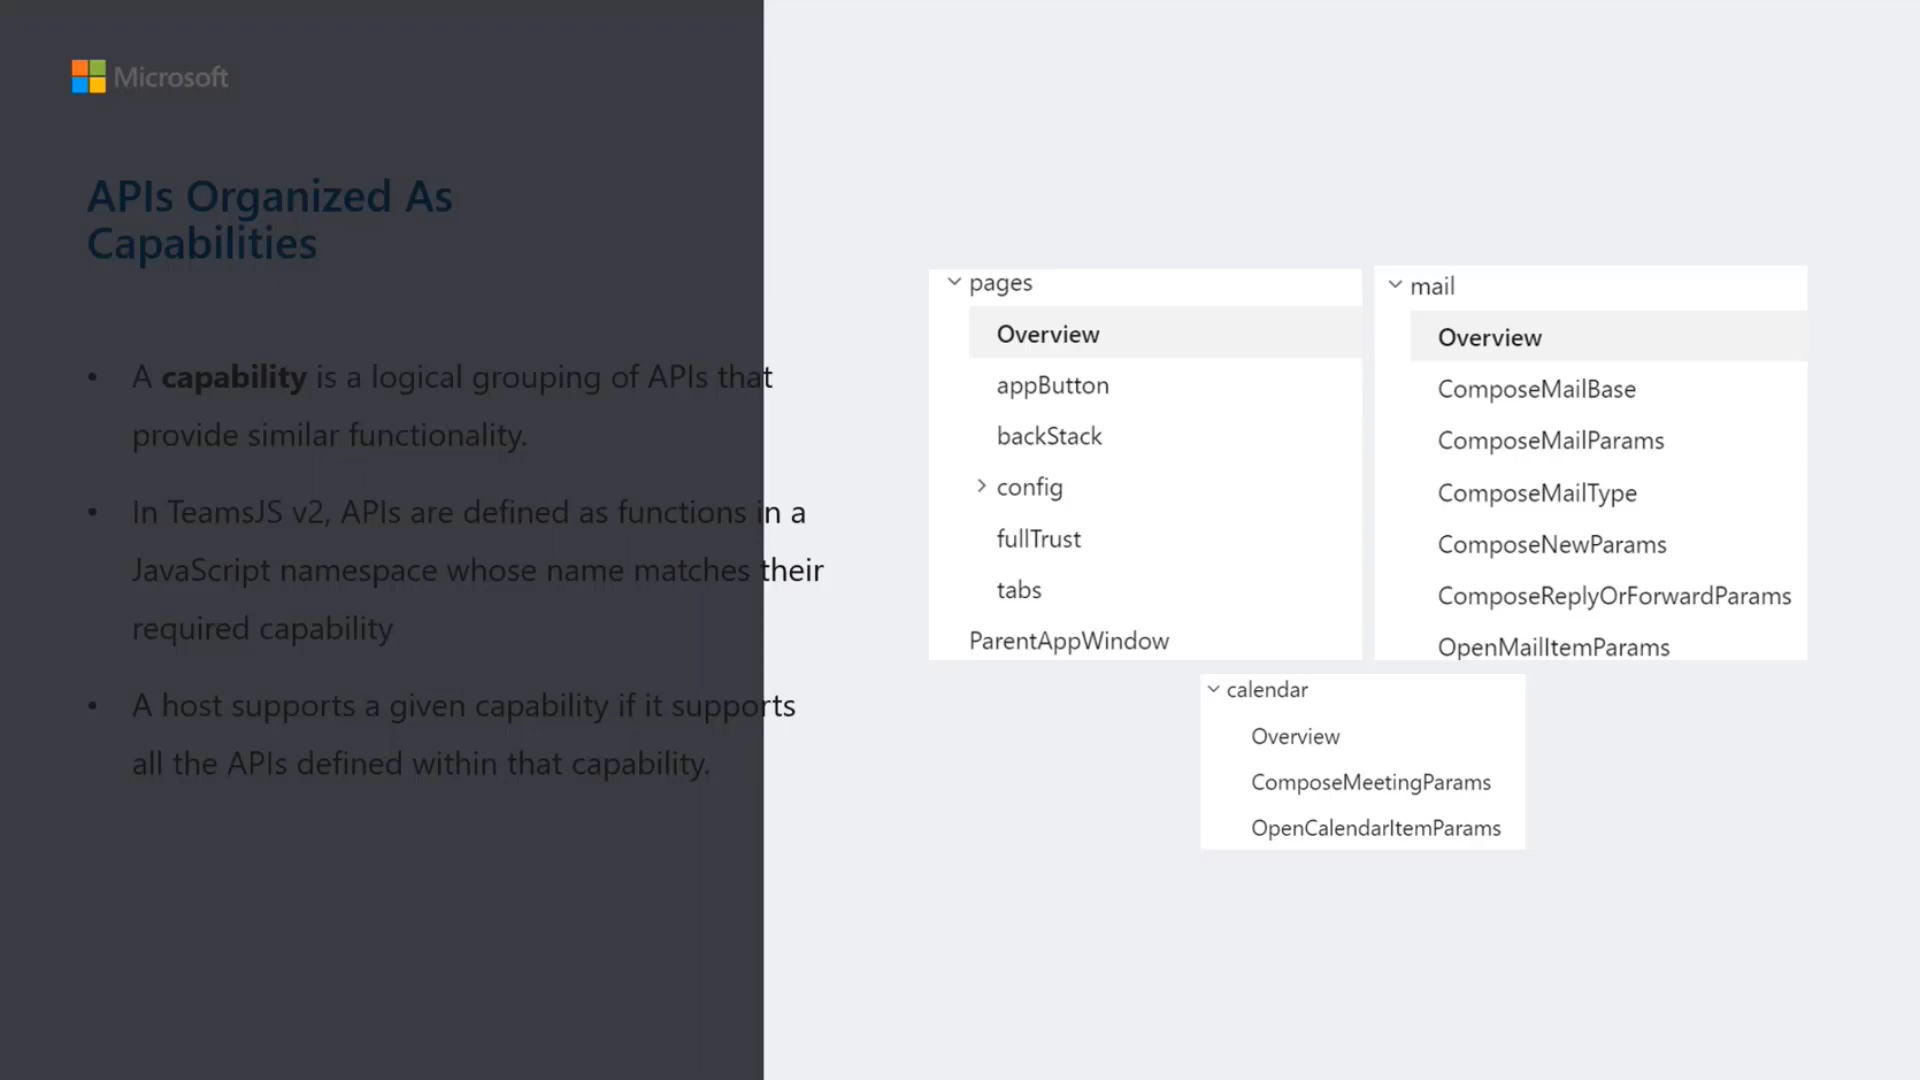 Microsoft
APIs Organized As
Capabilities
• A capability is a logical grouping of APIs that
provide similar functionality.
• In TeamsJS v2, APIs are defined as functions in a
JavaScript namespace whose name matches their
required capability
• A host supports a given capability if it supports
all the APIs defined within that capability.
pages
Overview
appButton
backStack
config
fullTrust
tabs
ParentAppWindow
mail
Overview
ComposeMailBase
ComposeMailParams
ComposeMailType
ComposeNewParams
ComposeReplyOrForwardParams
OpenMailItemParams
calendar
Overview
ComposeMeetingParams
OpenCalendarItemParams